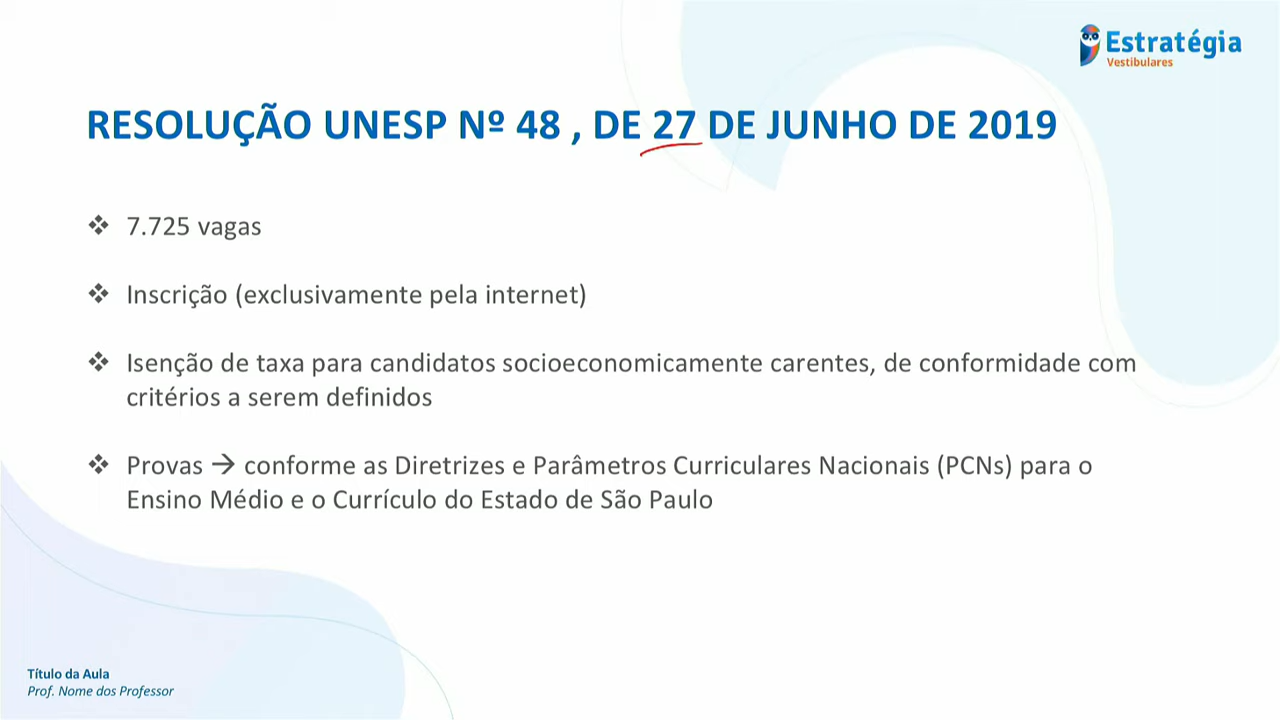 Estratégia
Vestibulares
RESOLUÇÃO UNESP Nº 48 , DE 27 DE JUNHO DE 2019
❖ 7.725 vagas
❖ Inscrição (exclusivamente pela internet)
❖ Isenção de taxa para candidatos socioeconomicamente carentes, de conformidade com
critérios a serem definidos
❖ Provas → conforme as Diretrizes e Parâmetros Curriculares Nacionais (PCNs) para o
Ensino Médio e o Currículo do Estado de São Paulo
Título da Aula
Prof. Nome dos Professor